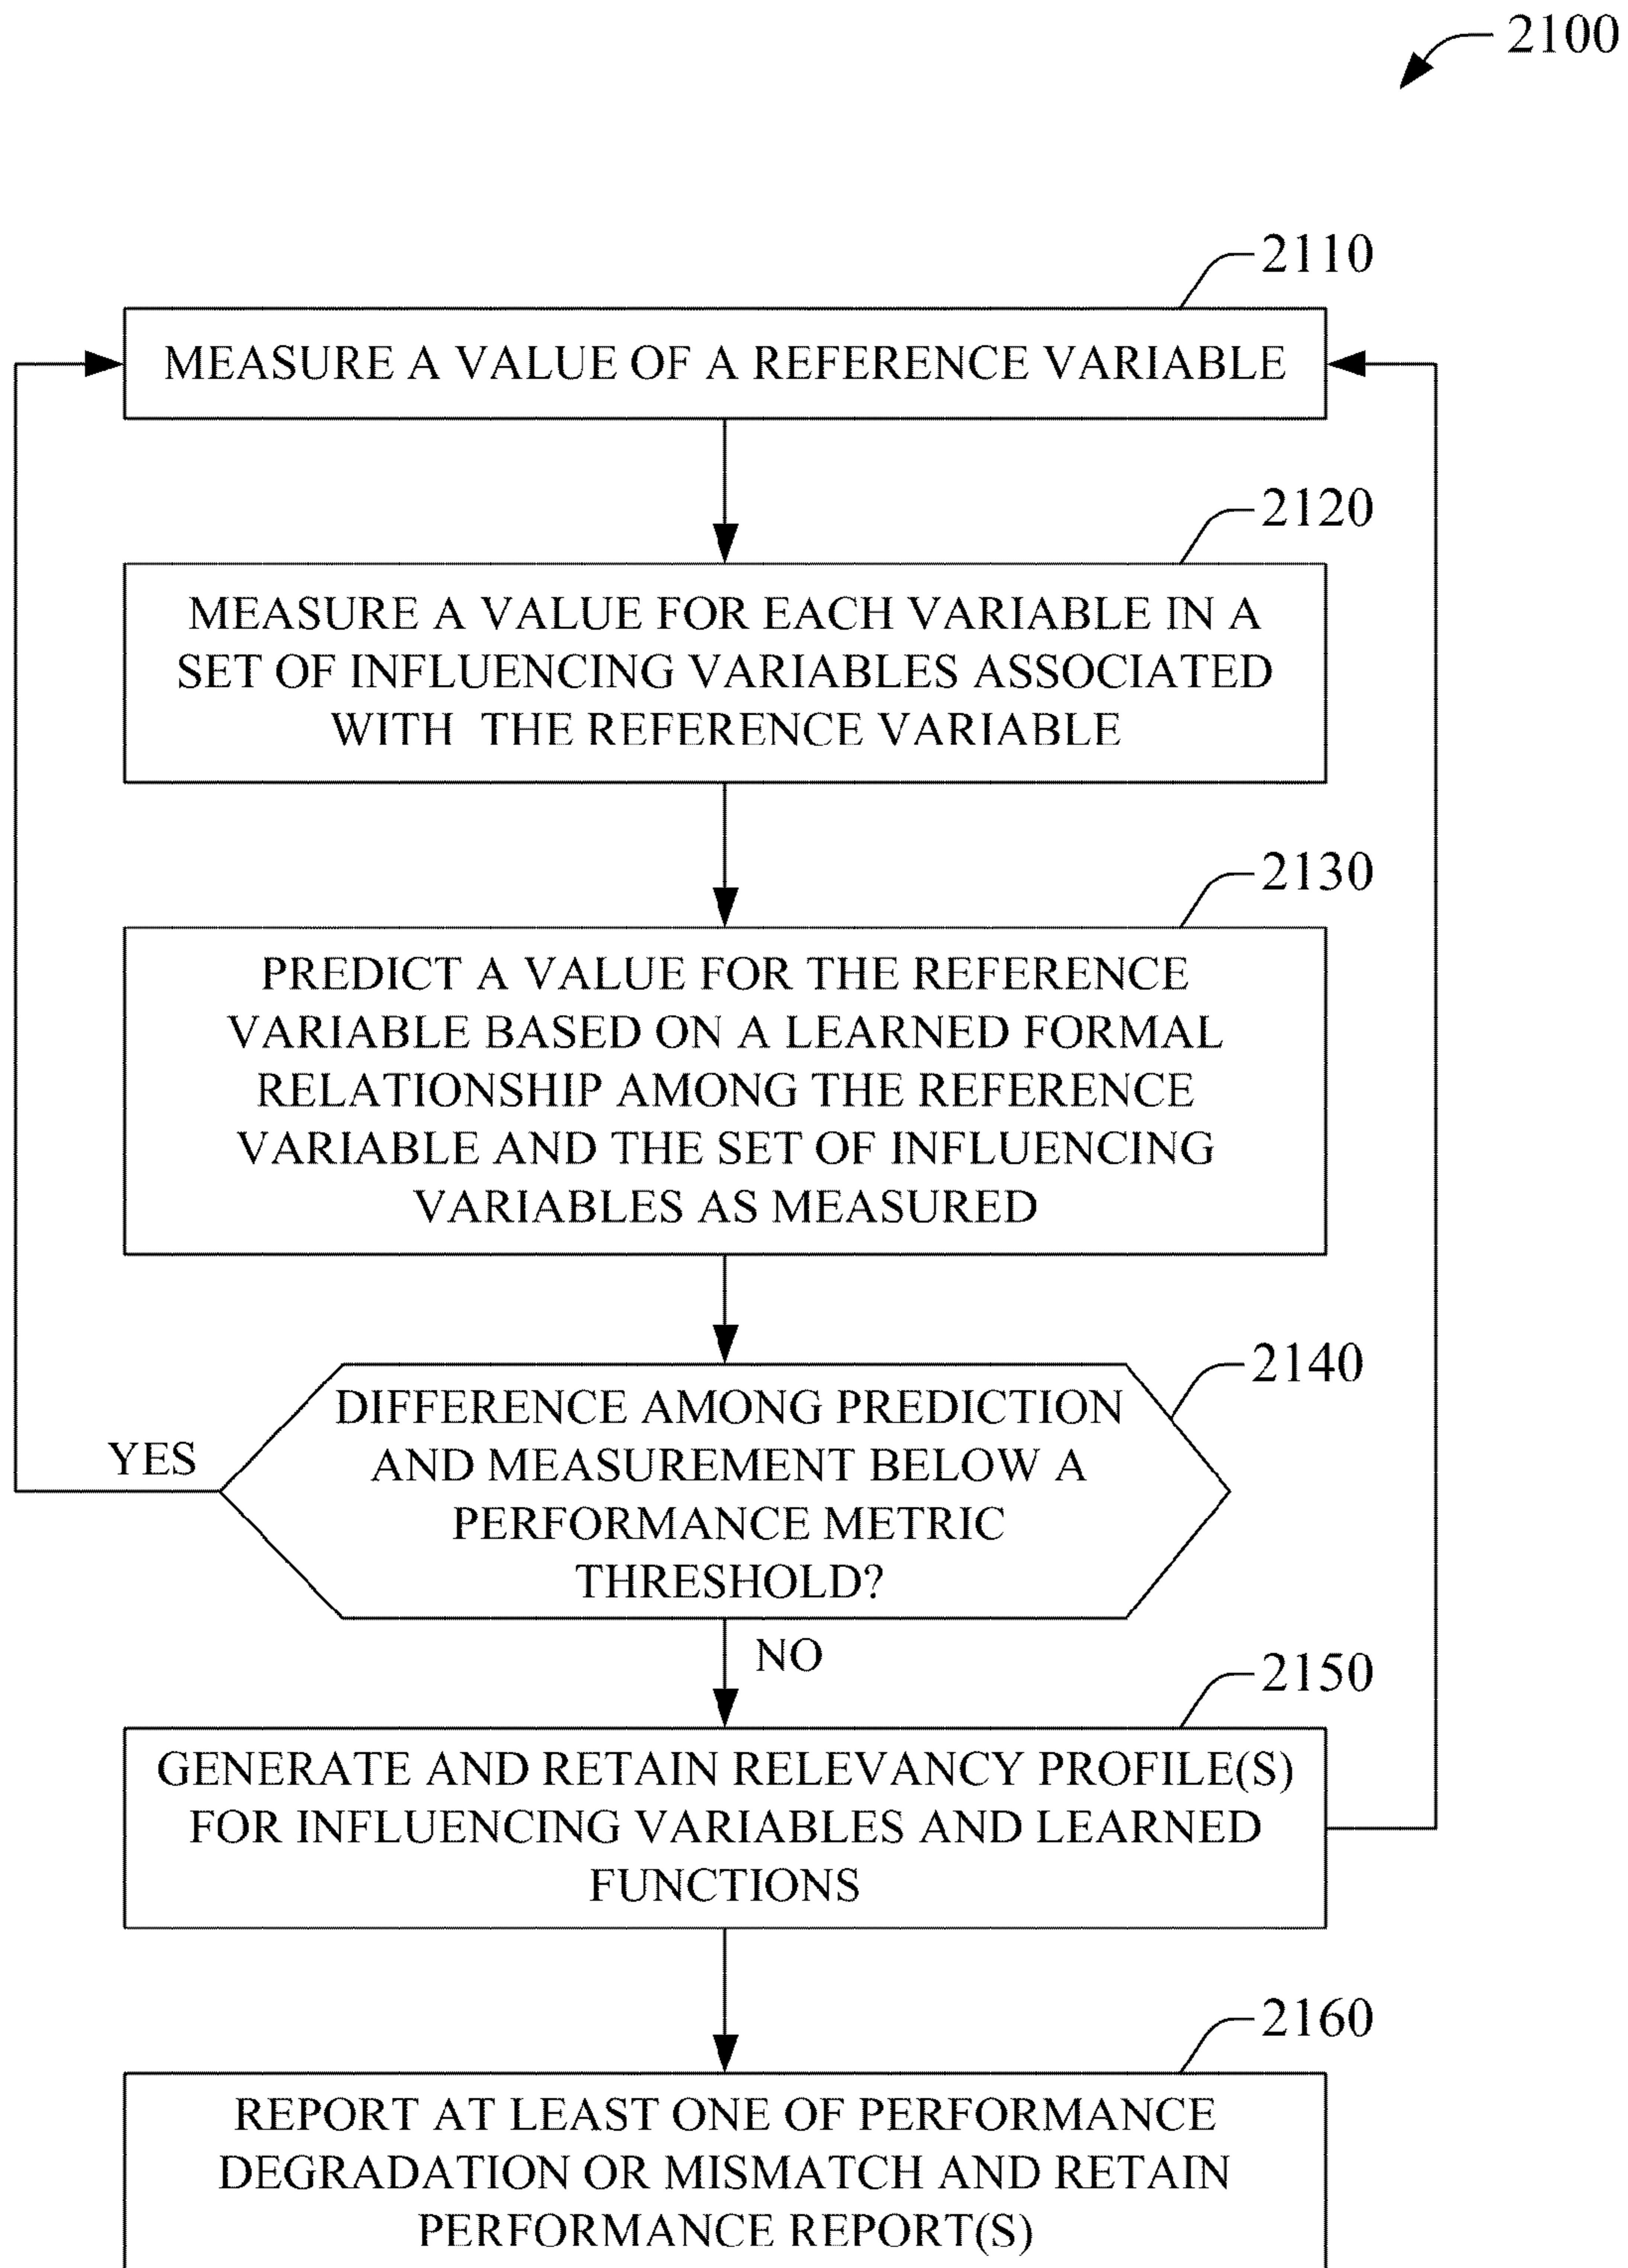 2100
2110
MEASURE A VALUE OF A REFERENCE VARIABLE
2120
MEASURE A VALUE FOR EACH VARIABLE IN A
SET OF INFLUENCING VARIABLES ASSOCIATED
WITH THE REFERENCE VARIABLE
2130
PREDICT A VALUE FOR THE REFERENCE
VARIABLE BASED ON A LEARNED FORMAL
RELATIONSHIP AMONG THE REFERENCE
VARIABLE AND THE SET OF INFLUENCING
VARIABLES AS MEASURED
2140
DIFFERENCE AMONG PREDICTION
AND MEASUREMENT BELOW A
PERFORMANCE METRIC
THRESHOLD?
YES
NO
2150
GENERATE AND RETAIN RELEVANCY PROFILE(S)
FOR INFLUENCING VARIABLES AND LEARNED
FUNCTIONS
2160
REPORT AT LEAST ONE OF PERFORMANCE
DEGRADATION OR MISMATCH AND RETAIN
PERFORMANCE REPORT(S)